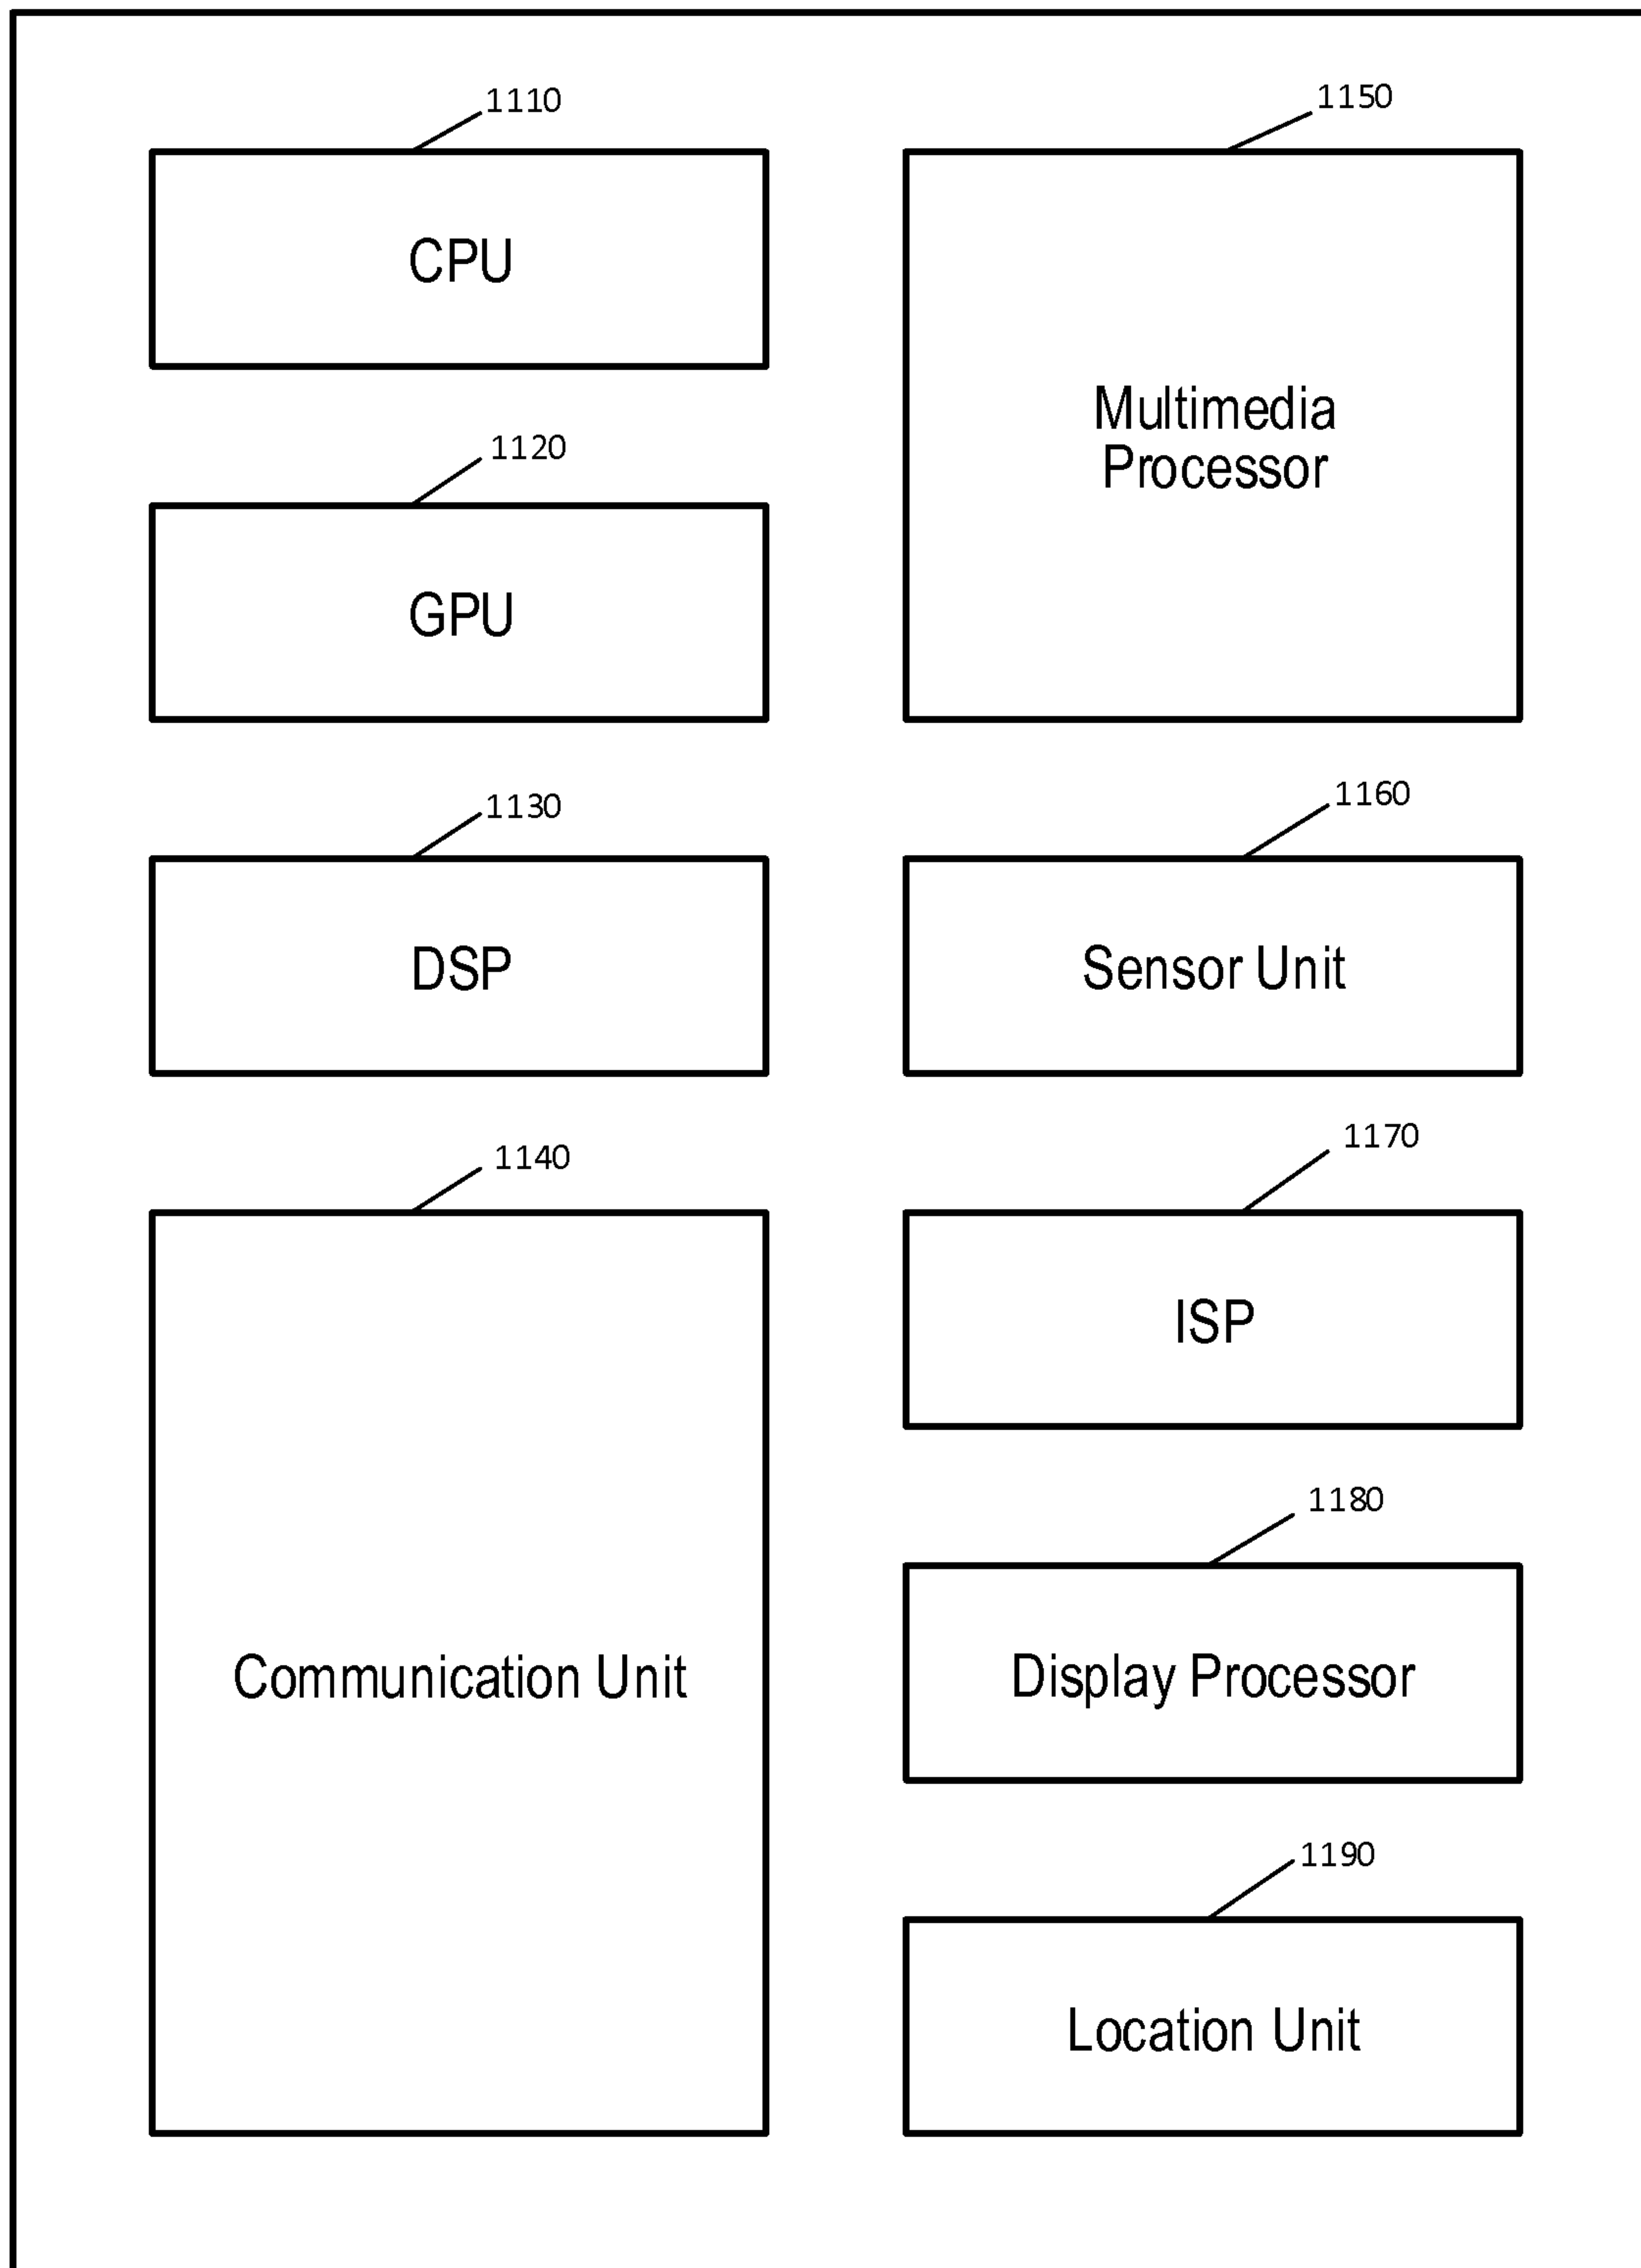 1110
CPU
1120
GPU
1130
DSP
1140
Communication Unit
1150
Multimedia
Processor
1160
Sensor Unit
1170
ISP
1180
Display Processor
1190
Location Unit